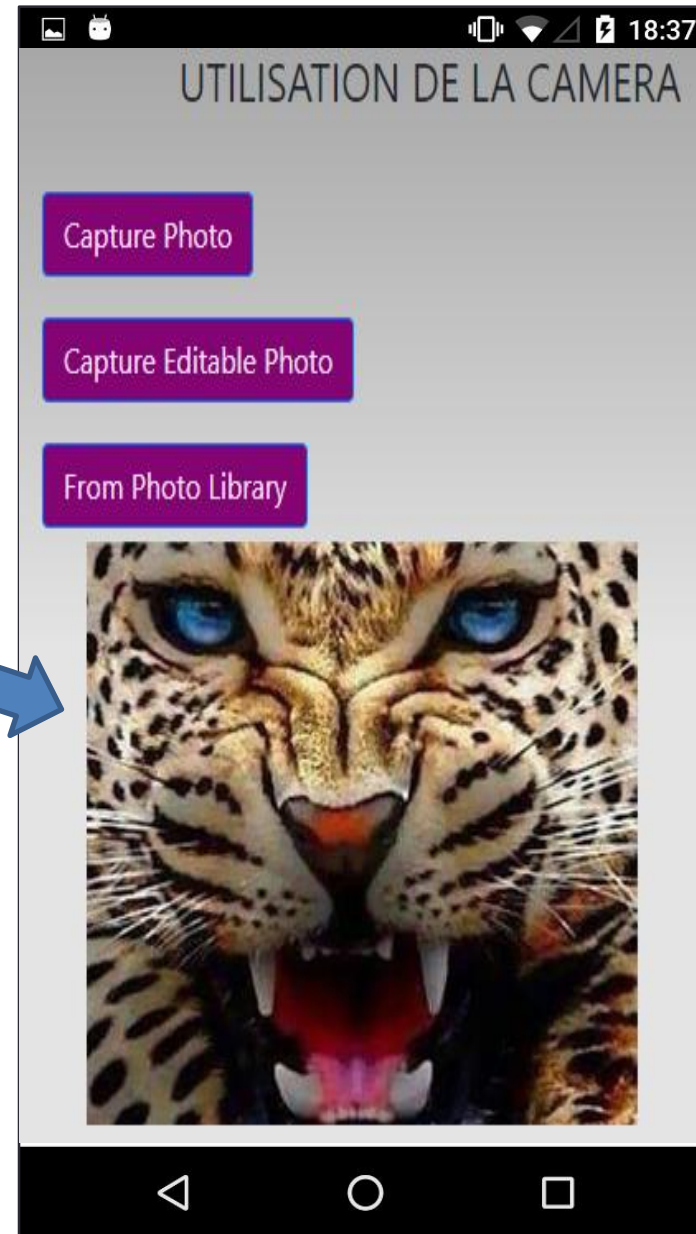 18:37
UTILISATION DE LA CAMERA
Capture Photo
Capture Editable Photo
From Photo Library